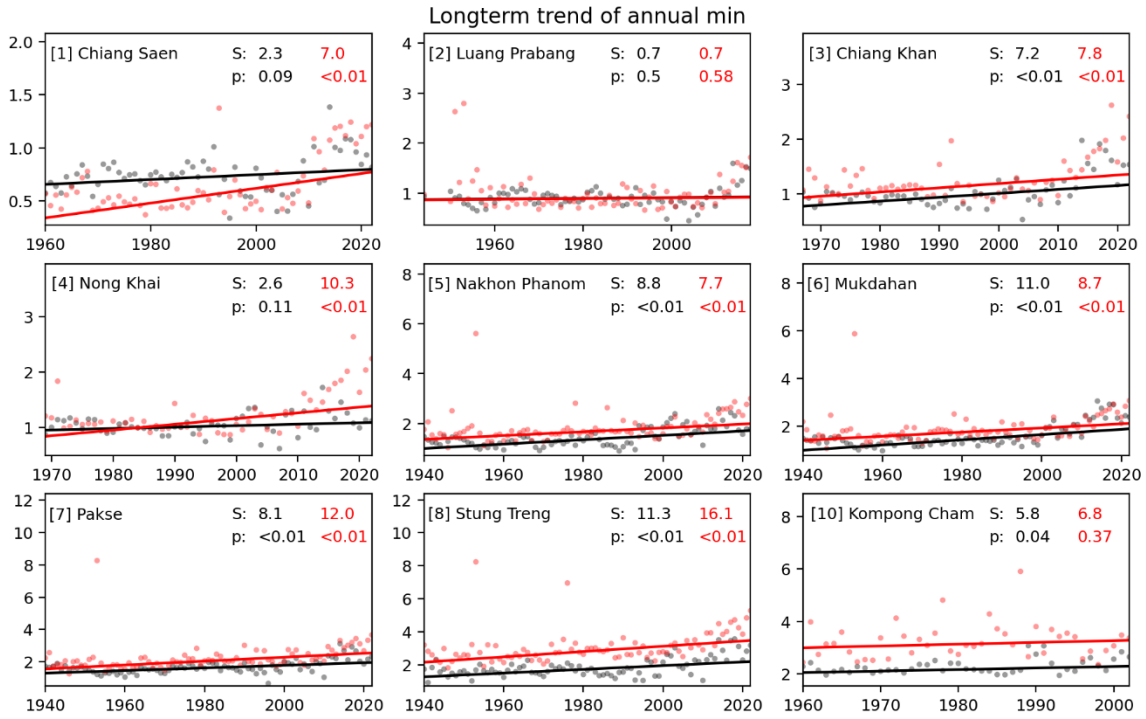 Longterm trend of annual min
[1] Chiang Saen S: 2.3 7.0
p: 0.09 <0.01
2.0
1.5
1.0
0.5
1960 1980 2000 2020
[2] Luang Prabang S: 0.7 0.7
p: 0.5 0.58
4
3
2
1
1960 1980 2000
[3] Chiang Khan S: 7.2 7.8
p: <0.01 <0.01
3
2
1
1970 1980 1990 2000 2010 2020
[4] Nong Khai S: 2.6 10.3
p: 0.11 <0.01
3
2
1
1970 1980 1990 2000 2010 2020
[5] Nakhon Phanom S: 8.8 7.7
p: <0.01 <0.01
8
6
4
2
1940 1960 1980 2000 2020
[6] Mukdahan S: 11.0 8.7
p: <0.01 <0.01
8
6
4
2
1940 1960 1980 2000 2020
[7] Pakse S: 8.1 12.0
p: <0.01 <0.01
12
10
8
6
4
2
1940 1960 1980 2000 2020
[8] Stung Treng S: 11.3 16.1
p: <0.01 <0.01
12
10
8
6
4
2
1940 1960 1980 2000 2020
[10] Kompong Cham S: 5.8 6.8
p: 0.04 0.37
8
6
4
2
1960 1970 1980 1990 2000